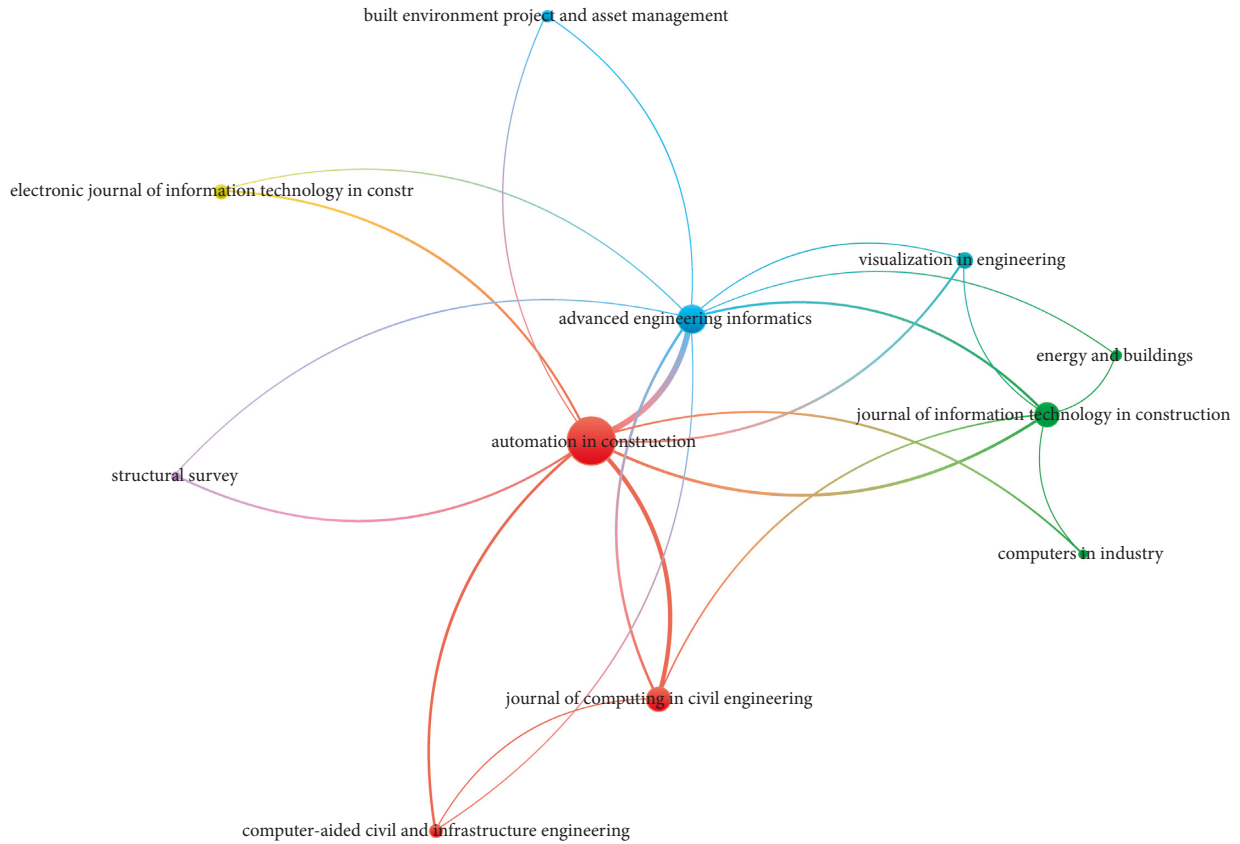 built environment project and asset management
electronic journal of information technology in constr
visualization in engineering
advanced engineering informatics
energy and buildings
journal of information technology in construction
automation in construction
structural survey
computers in industry
journal of computing in civil engineering
computer-aided civil and infrastructure engineering